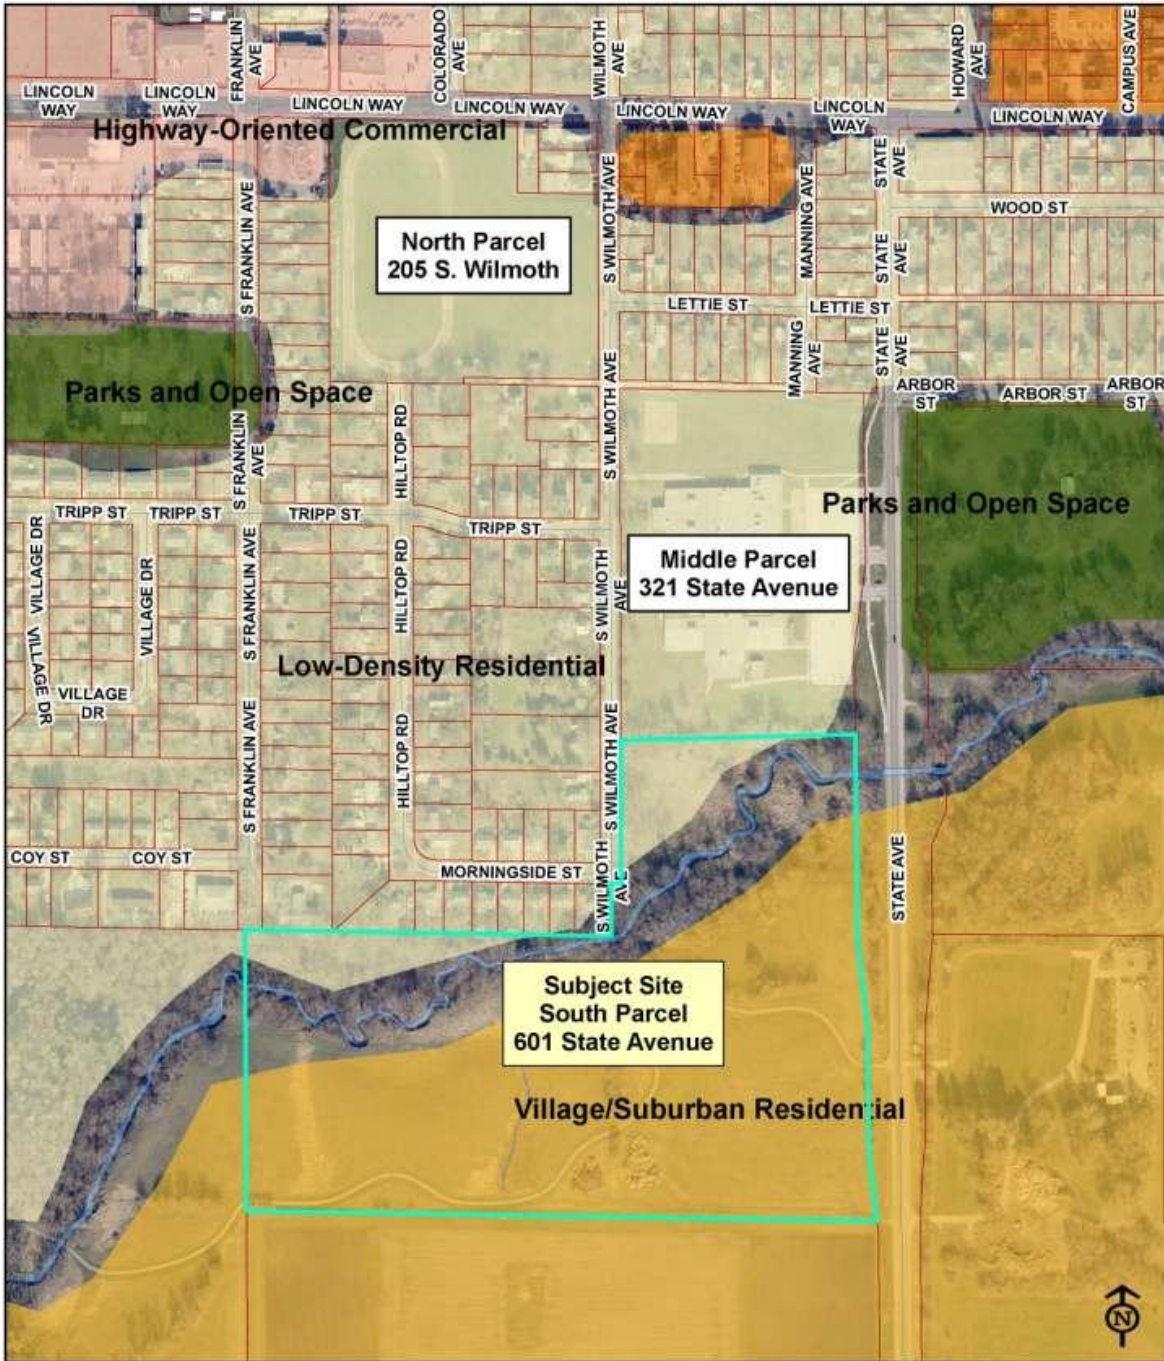 FRANKLIN
AVE
COLORADO
AVE
WILMOTH
AVE
HOWARD
AVE
CAMPUS AVE
LINCOLN
WAY
LINCOLN
WAY
LINCOLN WAY
LINCOLN WAY
LINCOLN WAY
LINCOLN
WAY
LINCOLN WAY
Highway-Oriented Commercial
STATE
AVE
S FRANKLIN AVE
S WILMOTH AVE
MANNING AVE
WOOD ST
North Parcel
205 S. Wilmoth
STATE
AVE
LETTIE ST
LETTIE ST
MANNING
AVE
STATE
AVE
Parks and Open Space
ARBOR
ST
ARBOR ST
ARBOR
ST
S FRANKLIN
AVE
HILLTOP RD
S WILMOTH AVE
Parks and Open Space
TRIPP ST
TRIPP ST
TRIPP ST
TRIPP ST
VILLAGE DR
VILLAGE DR
VILLAGE DR
S FRANKLIN AVE
HILLTOP RD
S WILMOTH
AVE
Middle Parcel
321 State Avenue
Low-Density Residential
VILLAGE
DR
S FRANKLIN AVE
HILLTOP RD
S WILMOTH AVE
COY ST
COY ST
MORNINGSIDE ST
S WILMOTH
AVE
STATE AVE
Subject Site
South Parcel
601 State Avenue
Village/Suburban Residential
N